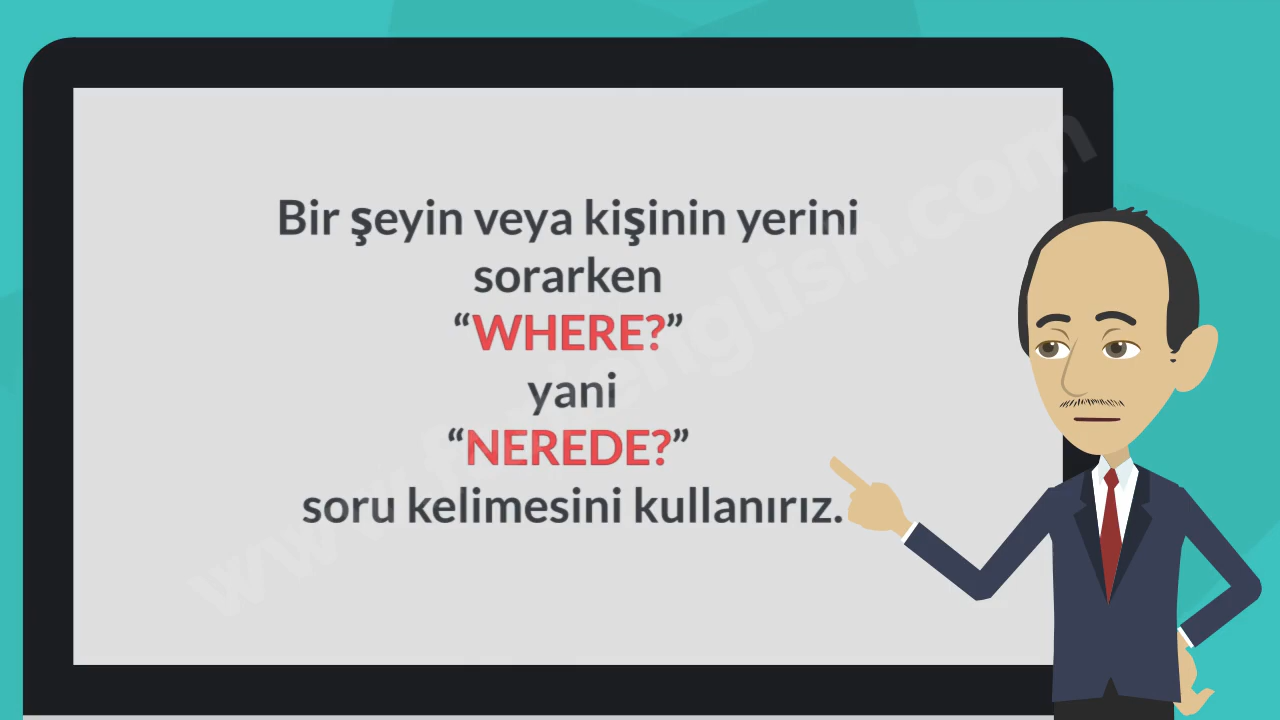 Bir şeyin veya kişinin yerini
sorarken
“WHERE?”
yani
“NEREDE?”
soru kelimesini kullanırız.